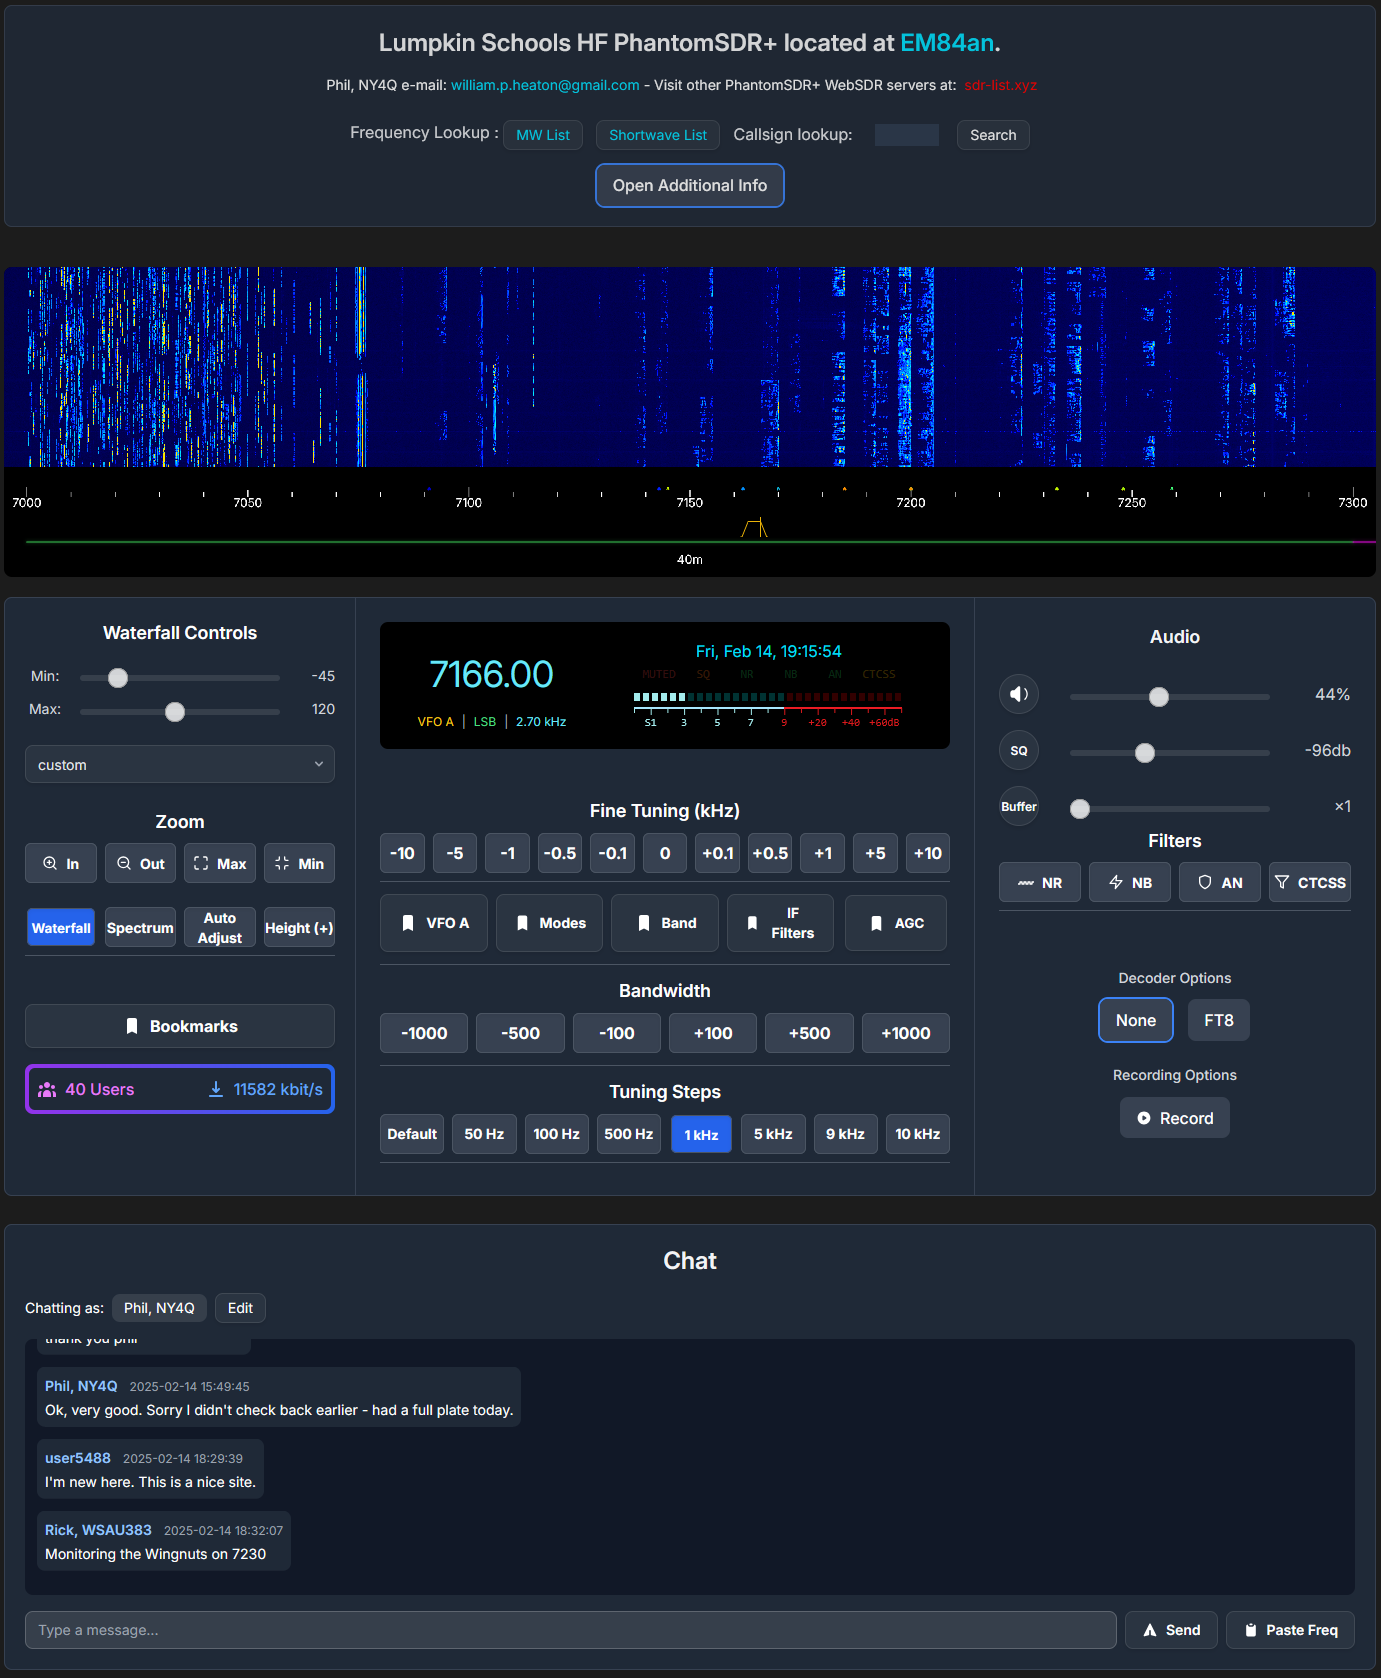 Lumpkin Schools HF PhantomSDR+ located at EM84an.
Phil, NY4Q e-mail: william.p.heaton@gmail.com - Visit other PhantomSDR+ WebSDR servers at: sdr-list.xyz
Frequency Lookup : MW List Shortwave List Callsign lookup: Search
Open Additional Info
7000 7050 7100 7150 7200 7250 7300
40m
Waterfall Controls
Min: -45
Max: 120
custom
Zoom
In Out Max Min
Waterfall Spectrum Auto Adjust Height (+)
Bookmarks
40 Users 11582 kbit/s
7166.00
VFO A | LSB | 2.70 kHz
Fri, Feb 14, 19:15:54
MUTED SQ NR NB AN CTCSS
S1 3 5 7 9 +20 +40 +60dB
Fine Tuning (kHz)
-10 -5 -1 -0.5 -0.1 0 +0.1 +0.5 +1 +5 +10
VFO A Modes Band IF Filters AGC
Bandwidth
-1000 -500 -100 +100 +500 +1000
Tuning Steps
Default 50 Hz 100 Hz 500 Hz 1 kHz 5 kHz 9 kHz 10 kHz
Audio
44%
SQ -96db
Buffer ×1
Filters
NR NB AN CTCSS
Decoder Options
None FT8
Recording Options
Record
Chat
Chatting as: Phil, NY4Q Edit
thank you phil
Phil, NY4Q 2025-02-14 15:49:45
Ok, very good. Sorry I didn't check back earlier - had a full plate today.
user5488 2025-02-14 18:29:39
I'm new here. This is a nice site.
Rick, WSAU383 2025-02-14 18:32:07
Monitoring the Wingnuts on 7230
Type a message... Send Paste Freq